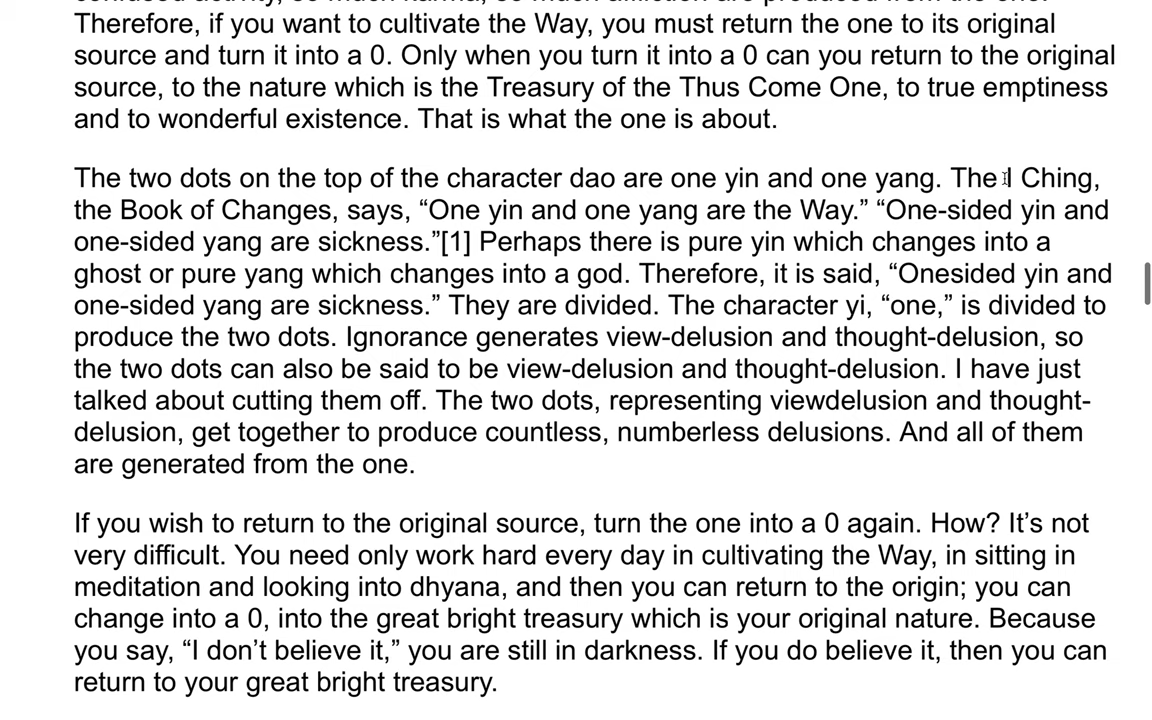 confused activity, so much karma, so much affliction are produced from the one.
Therefore, if you want to cultivate the Way, you must return the one to its original
source and turn it into a 0. Only when you turn it into a 0 can you return to the original
source, to the nature which is the Treasury of the Thus Come One, to true emptiness
and to wonderful existence. That is what the one is about.
The two dots on the top of the character dao are one yin and one yang. The I Ching,
the Book of Changes, says, “One yin and one yang are the Way.” “One-sided yin and
one-sided yang are sickness.”[1] Perhaps there is pure yin which changes into a
ghost or pure yang which changes into a god. Therefore, it is said, “Onesided yin and
one-sided yang are sickness.” They are divided. The character yi, “one,” is divided to
produce the two dots. Ignorance generates view-delusion and thought-delusion, so
the two dots can also be said to be view-delusion and thought-delusion. I have just
talked about cutting them off. The two dots, representing viewdelusion and thought-
delusion, get together to produce countless, numberless delusions. And all of them
are generated from the one.
If you wish to return to the original source, turn the one into a 0 again. How? It’s not
very difficult. You need only work hard every day in cultivating the Way, in sitting in
meditation and looking into dhyana, and then you can return to the origin; you can
change into a 0, into the great bright treasury which is your original nature. Because
you say, “I don’t believe it,” you are still in darkness. If you do believe it, then you can
return to your great bright treasury.